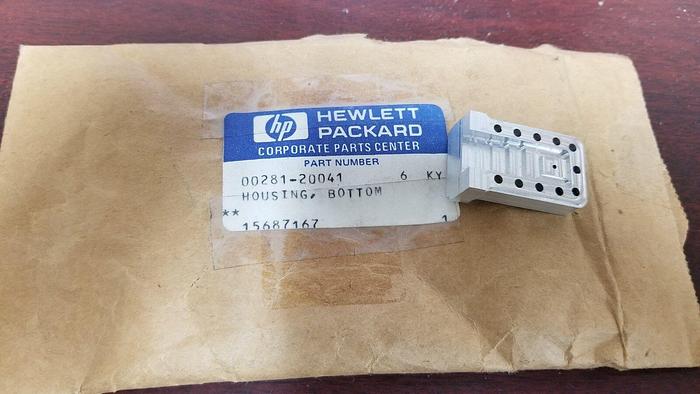 hp HEWLETT
PACKARD
CORPORATE PARTS CENTER
PART NUMBER
00281-20041 6 KY
HOUSING, BOTTOM
**
15687167 1